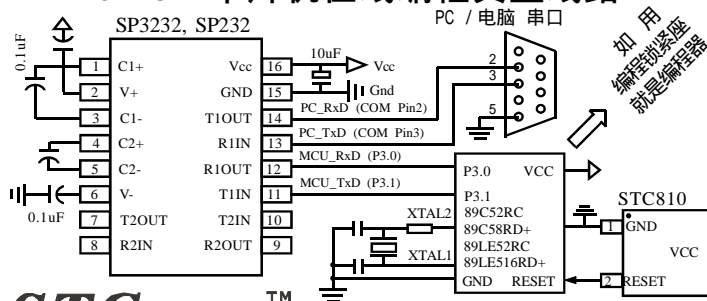 SP3232, SP232
PC / 电脑 串口
如 用
编程锁紧座
就是编程器
0.1uF
10uF
Vcc
Gnd
1 C1+
2 V+
3 C1-
4 C2+
5 C2-
6 V-
7 T2OUT
8 R2IN
Vcc 16
GND 15
T1OUT 14
R1IN 13
R1OUT 12
T1IN 11
T2IN 10
R2OUT 9
0.1uF
PC_RxD (COM Pin2)
PC_TxD (COM Pin3)
MCU_RxD (P3.0)
MCU_TxD (P3.1)
2
3
5
P3.0 VCC
P3.1
89C52RC
89C58RD+
89LE52RC
89LE516RD+
GND RESET
XTAL2
XTAL1
STC810
1 GND
VCC
2 RESET
STC
TM